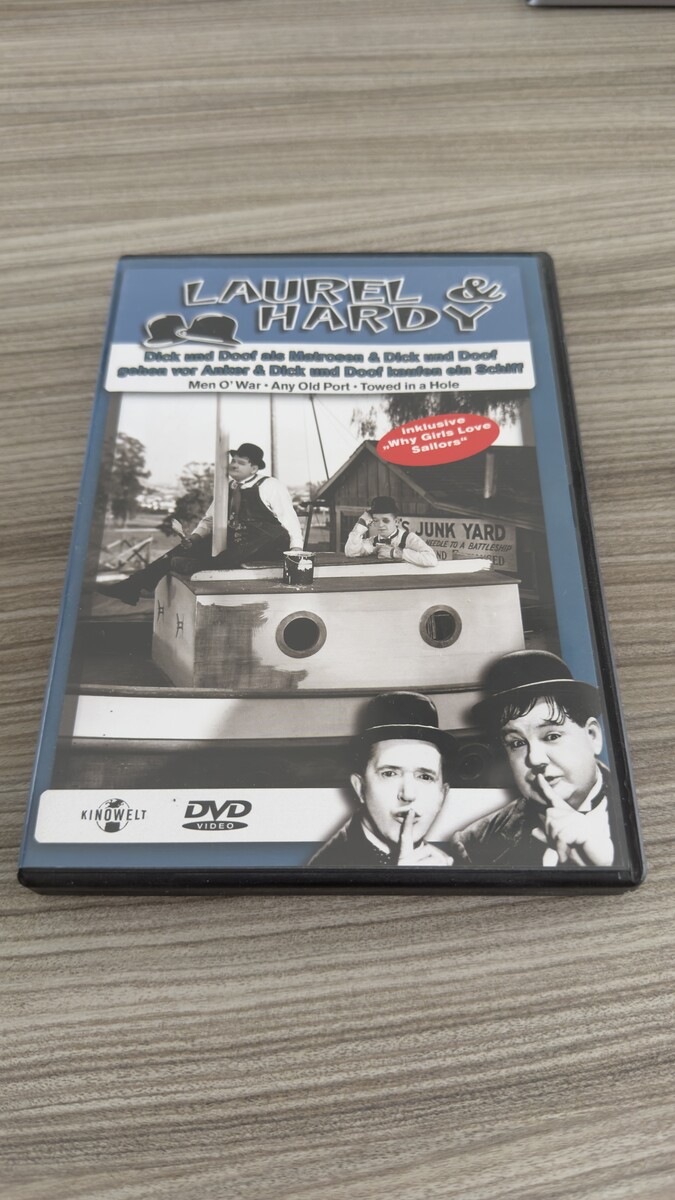 LAUREL &
HARDY
Dick und Doof als Matrosen & Dick und Doof
gehen vor Anker & Dick und Doof kaufen ein Schiff
Men O' War • Any Old Port • Towed in a Hole
inklusive
„Why Girls Love
Sailors“
'S JUNK YARD
NEEDLE TO A BATTLESHIP
KINOWELT
DVD
VIDEO